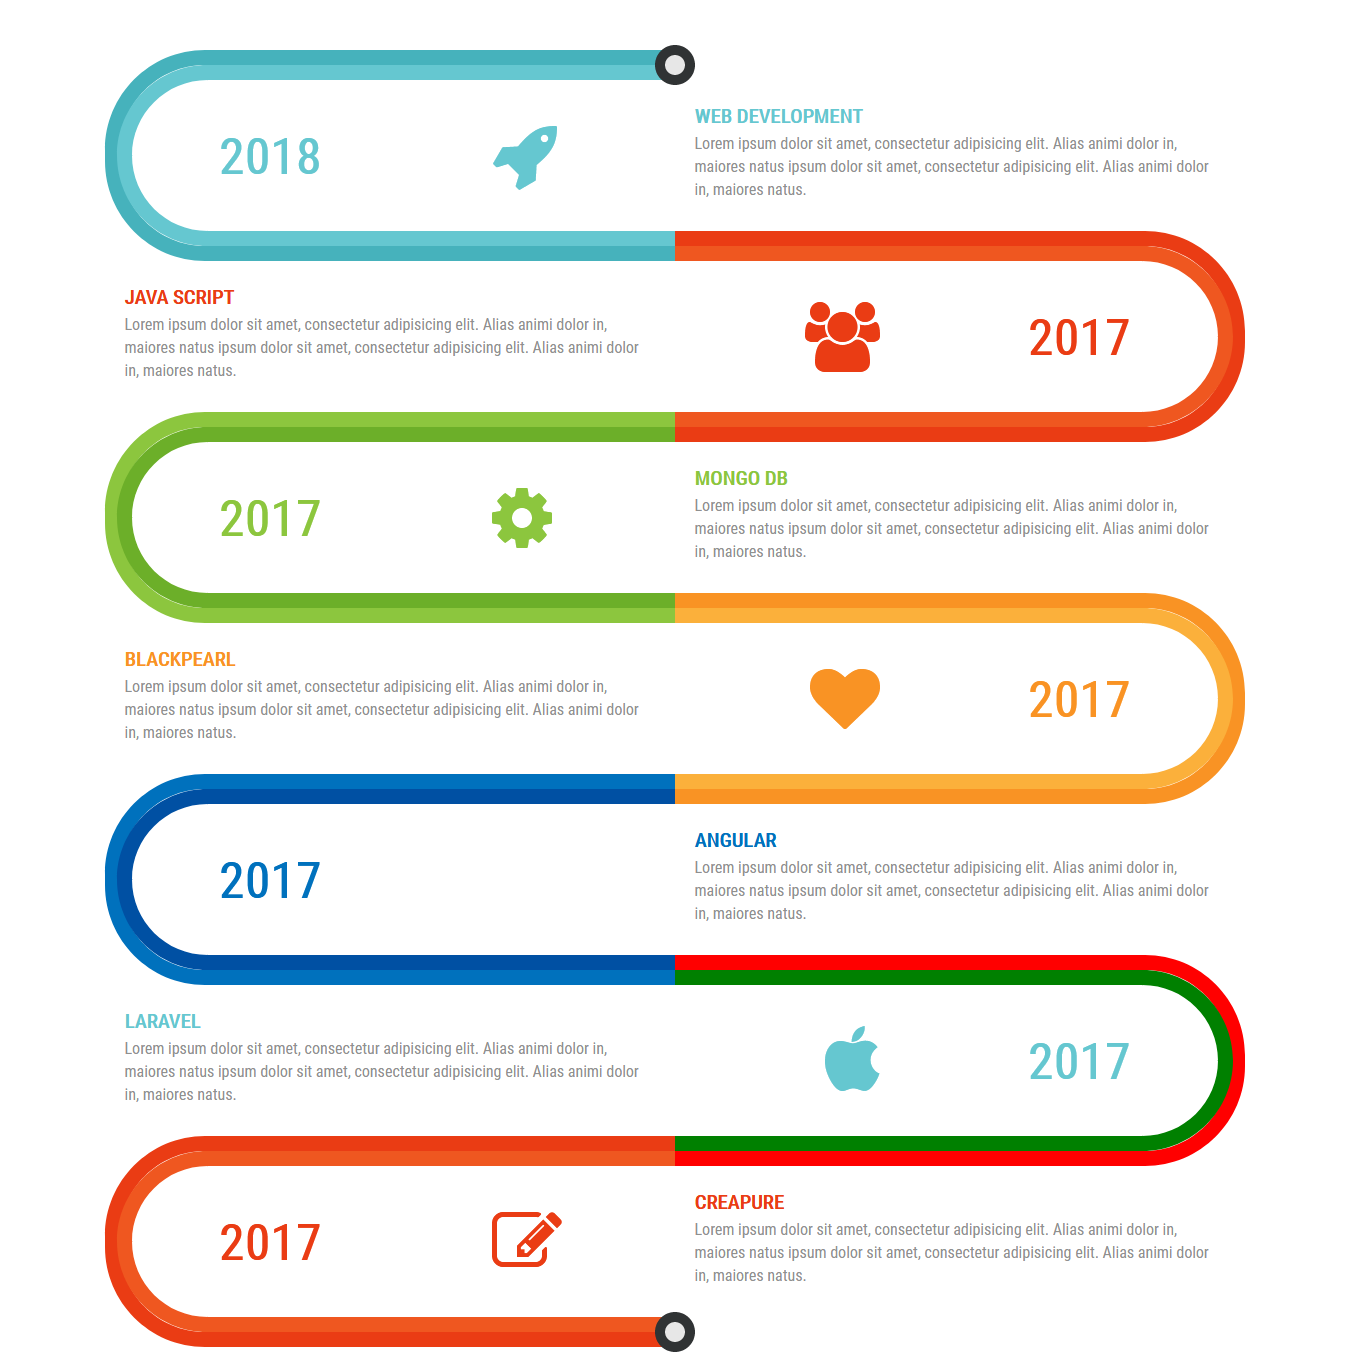 2018
WEB DEVELOPMENT
Lorem ipsum dolor sit amet, consectetur adipisicing elit. Alias animi dolor in,
maiores natus ipsum dolor sit amet, consectetur adipisicing elit. Alias animi dolor
in, maiores natus.
JAVA SCRIPT
Lorem ipsum dolor sit amet, consectetur adipisicing elit. Alias animi dolor in,
maiores natus ipsum dolor sit amet, consectetur adipisicing elit. Alias animi dolor
in, maiores natus.
2017
2017
MONGO DB
Lorem ipsum dolor sit amet, consectetur adipisicing elit. Alias animi dolor in,
maiores natus ipsum dolor sit amet, consectetur adipisicing elit. Alias animi dolor
in, maiores natus.
BLACKPEARL
Lorem ipsum dolor sit amet, consectetur adipisicing elit. Alias animi dolor in,
maiores natus ipsum dolor sit amet, consectetur adipisicing elit. Alias animi dolor
in, maiores natus.
2017
2017
ANGULAR
Lorem ipsum dolor sit amet, consectetur adipisicing elit. Alias animi dolor in,
maiores natus ipsum dolor sit amet, consectetur adipisicing elit. Alias animi dolor
in, maiores natus.
LARAVEL
Lorem ipsum dolor sit amet, consectetur adipisicing elit. Alias animi dolor in,
maiores natus ipsum dolor sit amet, consectetur adipisicing elit. Alias animi dolor
in, maiores natus.
2017
2017
CREAPURE
Lorem ipsum dolor sit amet, consectetur adipisicing elit. Alias animi dolor in,
maiores natus ipsum dolor sit amet, consectetur adipisicing elit. Alias animi dolor
in, maiores natus.